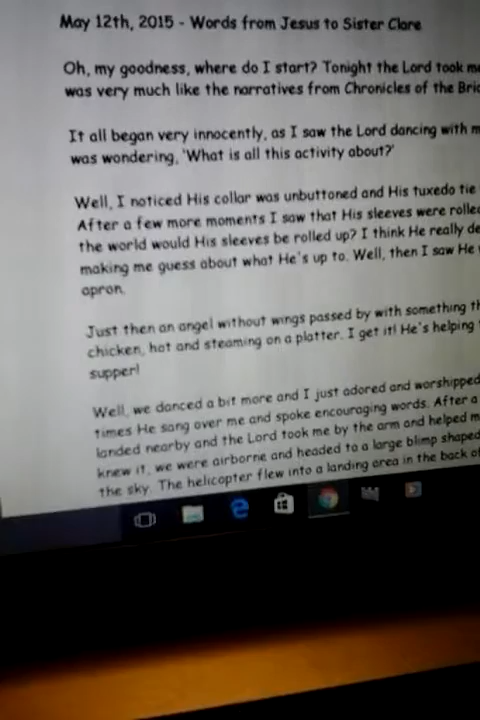 May 12th, 2015 - Words from Jesus to Sister Clare
Oh, my goodness, where do I start? Tonight the Lord took me
was very much like the narratives from Chronicles of the
It all began very innocently, as I saw the Lord dancing with
was wondering, 'What is all this activity about?'
Well, I noticed His collar was unbuttoned and His tuxedo tie
After a few more moments I saw that His sleeves were
the world would His sleeves be rolled up? I think He really
making me guess about what He's up to. Well, then I saw He
apron.
Just then an angel without wings passed by with something
chicken, hot and steaming on a platter. I get it! He's helping
supper!
Well, we danced a bit more and I just adored and worshipped
times He sang over me and spoke encouraging words. After a
landed nearby and the Lord took me by the arm and helped
knew it, we were airborne and headed to a large blimp shaped
the sky. The helicopter flew into a landing area in the back of